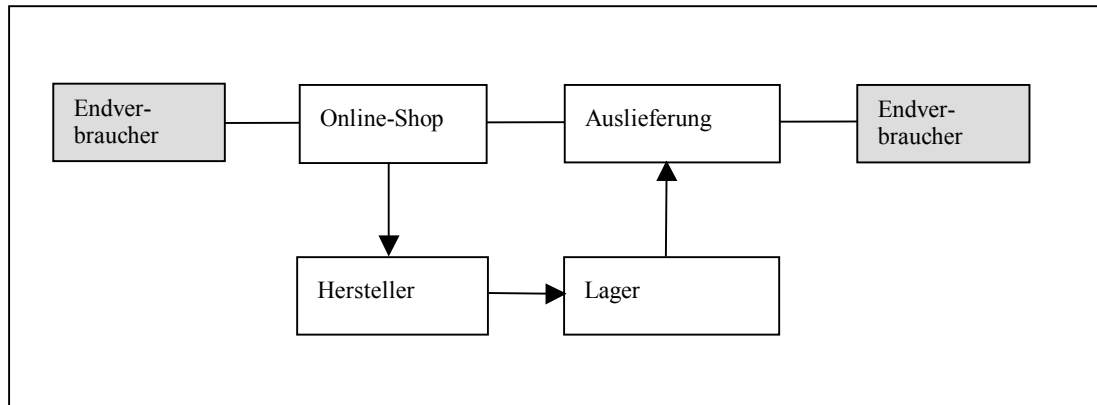 Endver-
braucher
Online-Shop
Auslieferung
Endver-
braucher
Hersteller
Lager